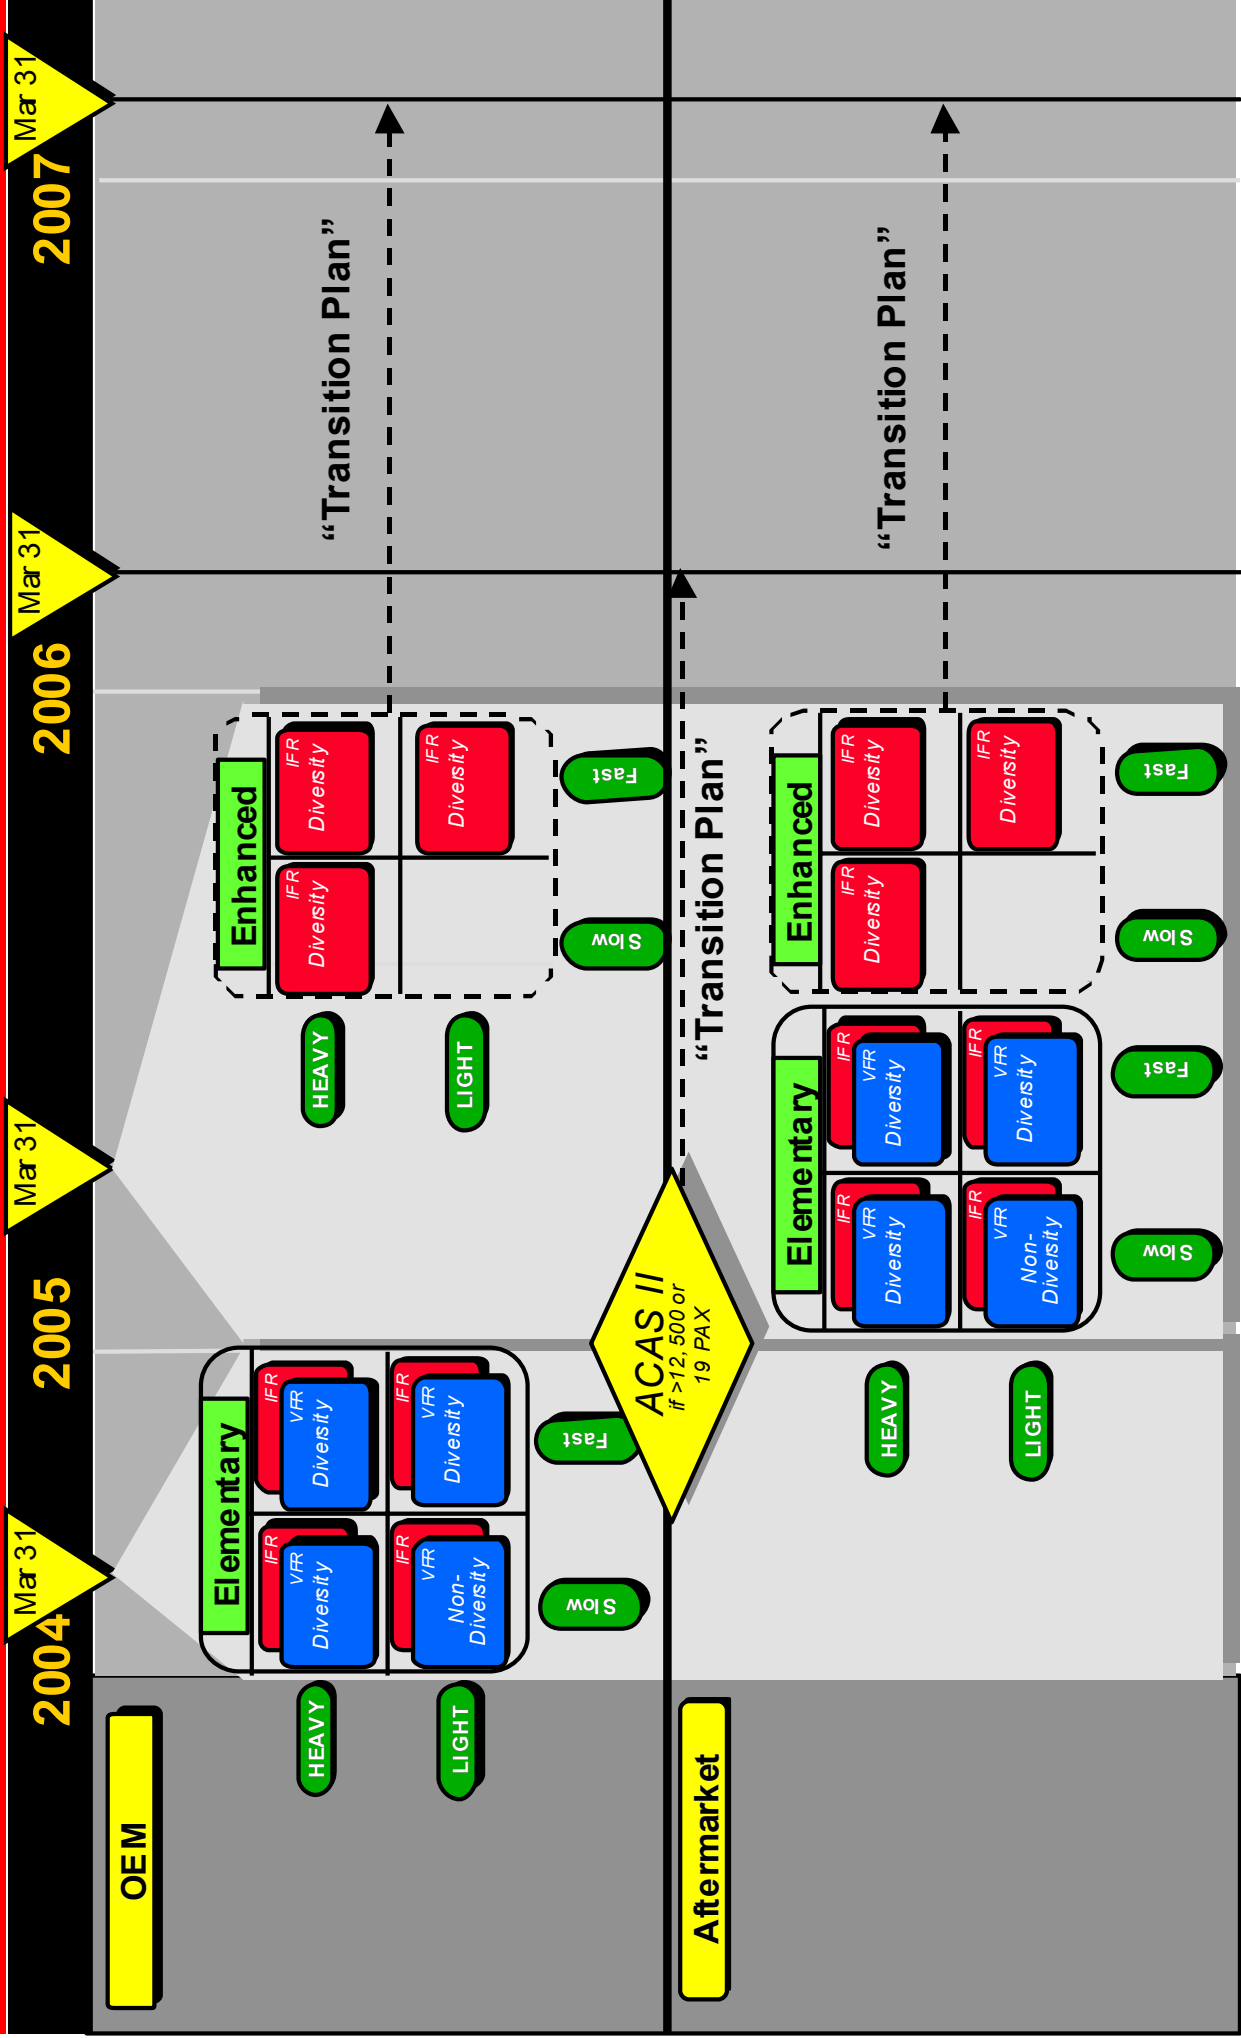 2004
Mar 31
2005
Mar 31
2006
Mar 31
2007
Mar 31
OEM
HEAVY
LIGHT
Elementary
IFR
VFR
Diversity
IFR
VFR
Diversity
IFR
VFR
Non-
Diversity
IFR
VFR
Diversity
Slow
Fast
HEAVY
LIGHT
Enhanced
IFR
Diversity
IFR
Diversity
IFR
Diversity
Slow
Fast
“Transition Plan”
ACAS II
if >12,500 or
19 PAX
“Transition Plan”
Aftermarket
HEAVY
LIGHT
Elementary
IFR
VFR
Diversity
IFR
VFR
Diversity
IFR
VFR
Non-
Diversity
IFR
VFR
Diversity
Slow
Fast
Enhanced
IFR
Diversity
IFR
Diversity
IFR
Diversity
Slow
Fast
“Transition Plan”